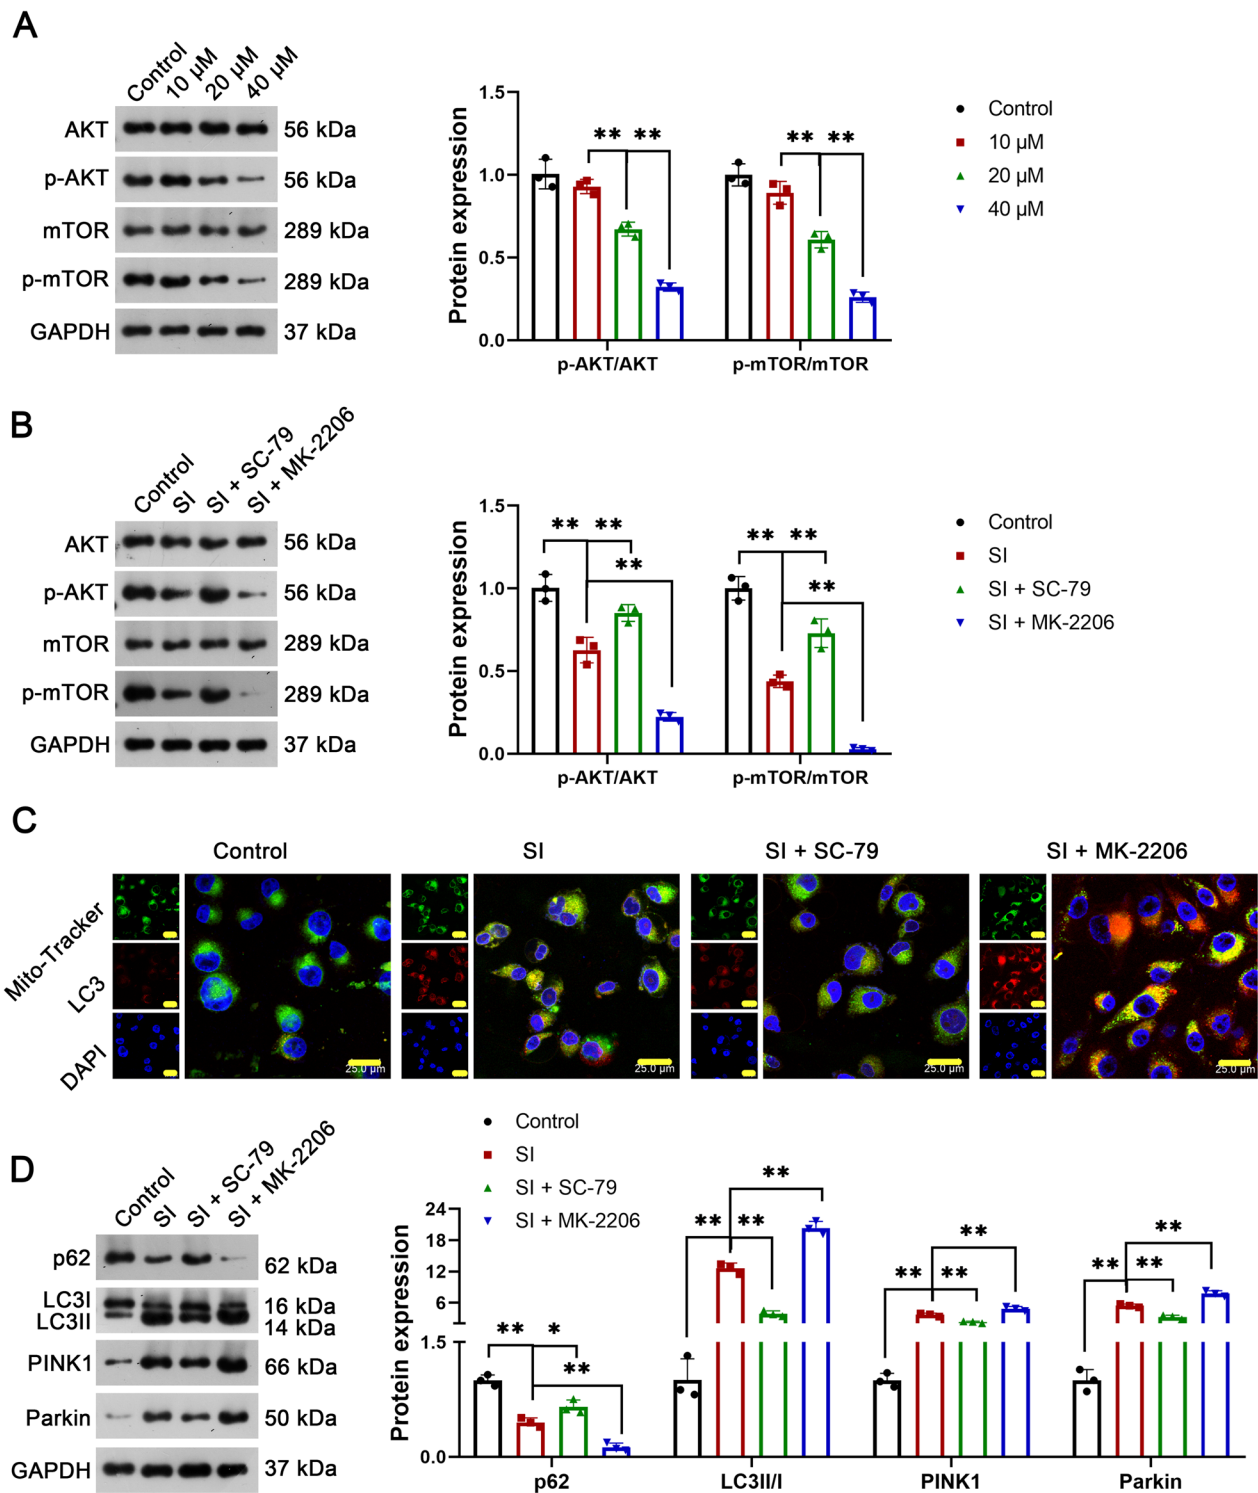 A
Control
10 µM
20 µM
40 µM
AKT 56 kDa
p-AKT 56 kDa
mTOR 289 kDa
p-mTOR 289 kDa
GAPDH 37 kDa
Protein expression
1.5
1.0
0.5
0.0
** ** ** **
p-AKT/AKT p-mTOR/mTOR
Control
10 µM
20 µM
40 µM
B
Control
SI
SI + SC-79
SI + MK-2206
AKT 56 kDa
p-AKT 56 kDa
mTOR 289 kDa
p-mTOR 289 kDa
GAPDH 37 kDa
Protein expression
1.5
1.0
0.5
0.0
** ** ** **
** **
p-AKT/AKT p-mTOR/mTOR
Control
SI
SI + SC-79
SI + MK-2206
C
Control SI SI + SC-79 SI + MK-2206
Mito-Tracker
LC3
DAPI
25.0 µm 25.0 µm 25.0 µm 25.0 µm
D
Control
SI
SI + SC-79
SI + MK-2206
p62 62 kDa
LC3I 16 kDa
LC3II 14 kDa
PINK1 66 kDa
Parkin 50 kDa
GAPDH 37 kDa
Control
SI
SI + SC-79
SI + MK-2206
Protein expression
24
18
12
6
1.5
0.0
** * **
** ** **
** ** **
** ** **
p62 LC3II/I PINK1 Parkin